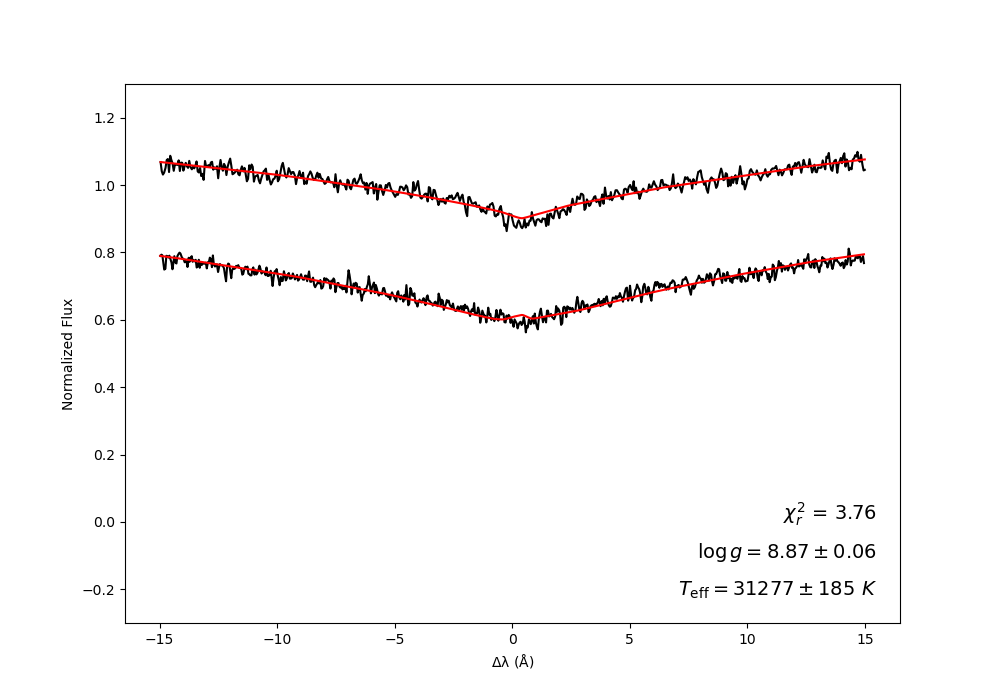 1.2
1.0
0.8
0.6
0.4
0.2
0.0
−0.2
Normalized Flux
χ²ᵣ = 3.76
log g = 8.87 ± 0.06
T_eff = 31277 ± 185 K
−15 −10 −5 0 5 10 15
Δλ (Å)